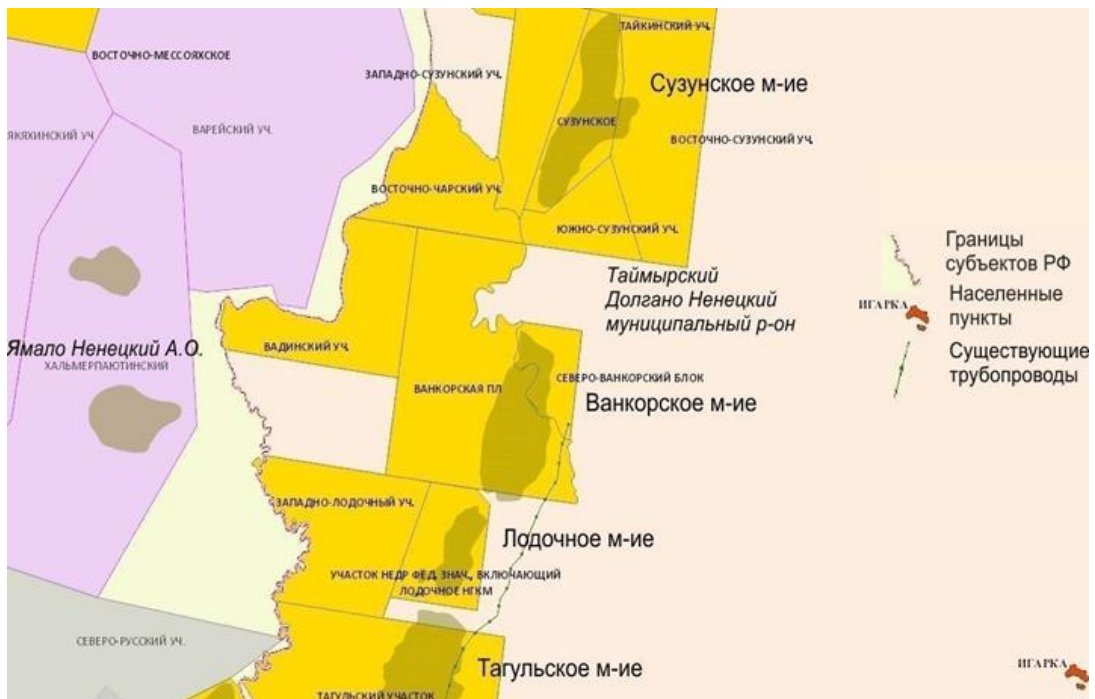 ТАЙКИНСКИЙ УЧ.
ВОСТОЧНО-МЕССОЯХСКОЕ
ЗАПАДНО-СУЗУНСКИЙ УЧ.
Сузунское м-ие
ЯКЯХИНСКИЙ УЧ.
ВАРЕЙСКИЙ УЧ.
СУЗУНСКОЕ
ВОСТОЧНО-СУЗУНСКИЙ УЧ.
ВОСТОЧНО-ЧАРСКИЙ УЧ.
ЮЖНО-СУЗУНСКИЙ УЧ.
Таймырский
Долгано Ненецкий
муниципальный р-он
Границы
субъектов РФ
ИГАРКА
Населенные
пункты
Существующие
трубопроводы
Ямало Ненецкий А.О.
ХАЛЬМЕРПАЮТИНСКИЙ
ВАДИНСКИЙ УЧ.
ВАНКОРСКАЯ ПЛ
СЕВЕРО-ВАНКОРСКИЙ БЛОК
Ванкорское м-ие
ЗАПАДНО-ЛОДОЧНЫЙ УЧ.
Лодочное м-ие
УЧАСТОК НЕДР ФЕД. ЗНАЧ., ВКЛЮЧАЮЩИЙ
ЛОДОЧНОЕ НГКМ
СЕВЕРО-РУССКИЙ УЧ.
Тагульское м-ие
ТАГУЛЬСКИЙ УЧАСТОК
ИГАРКА